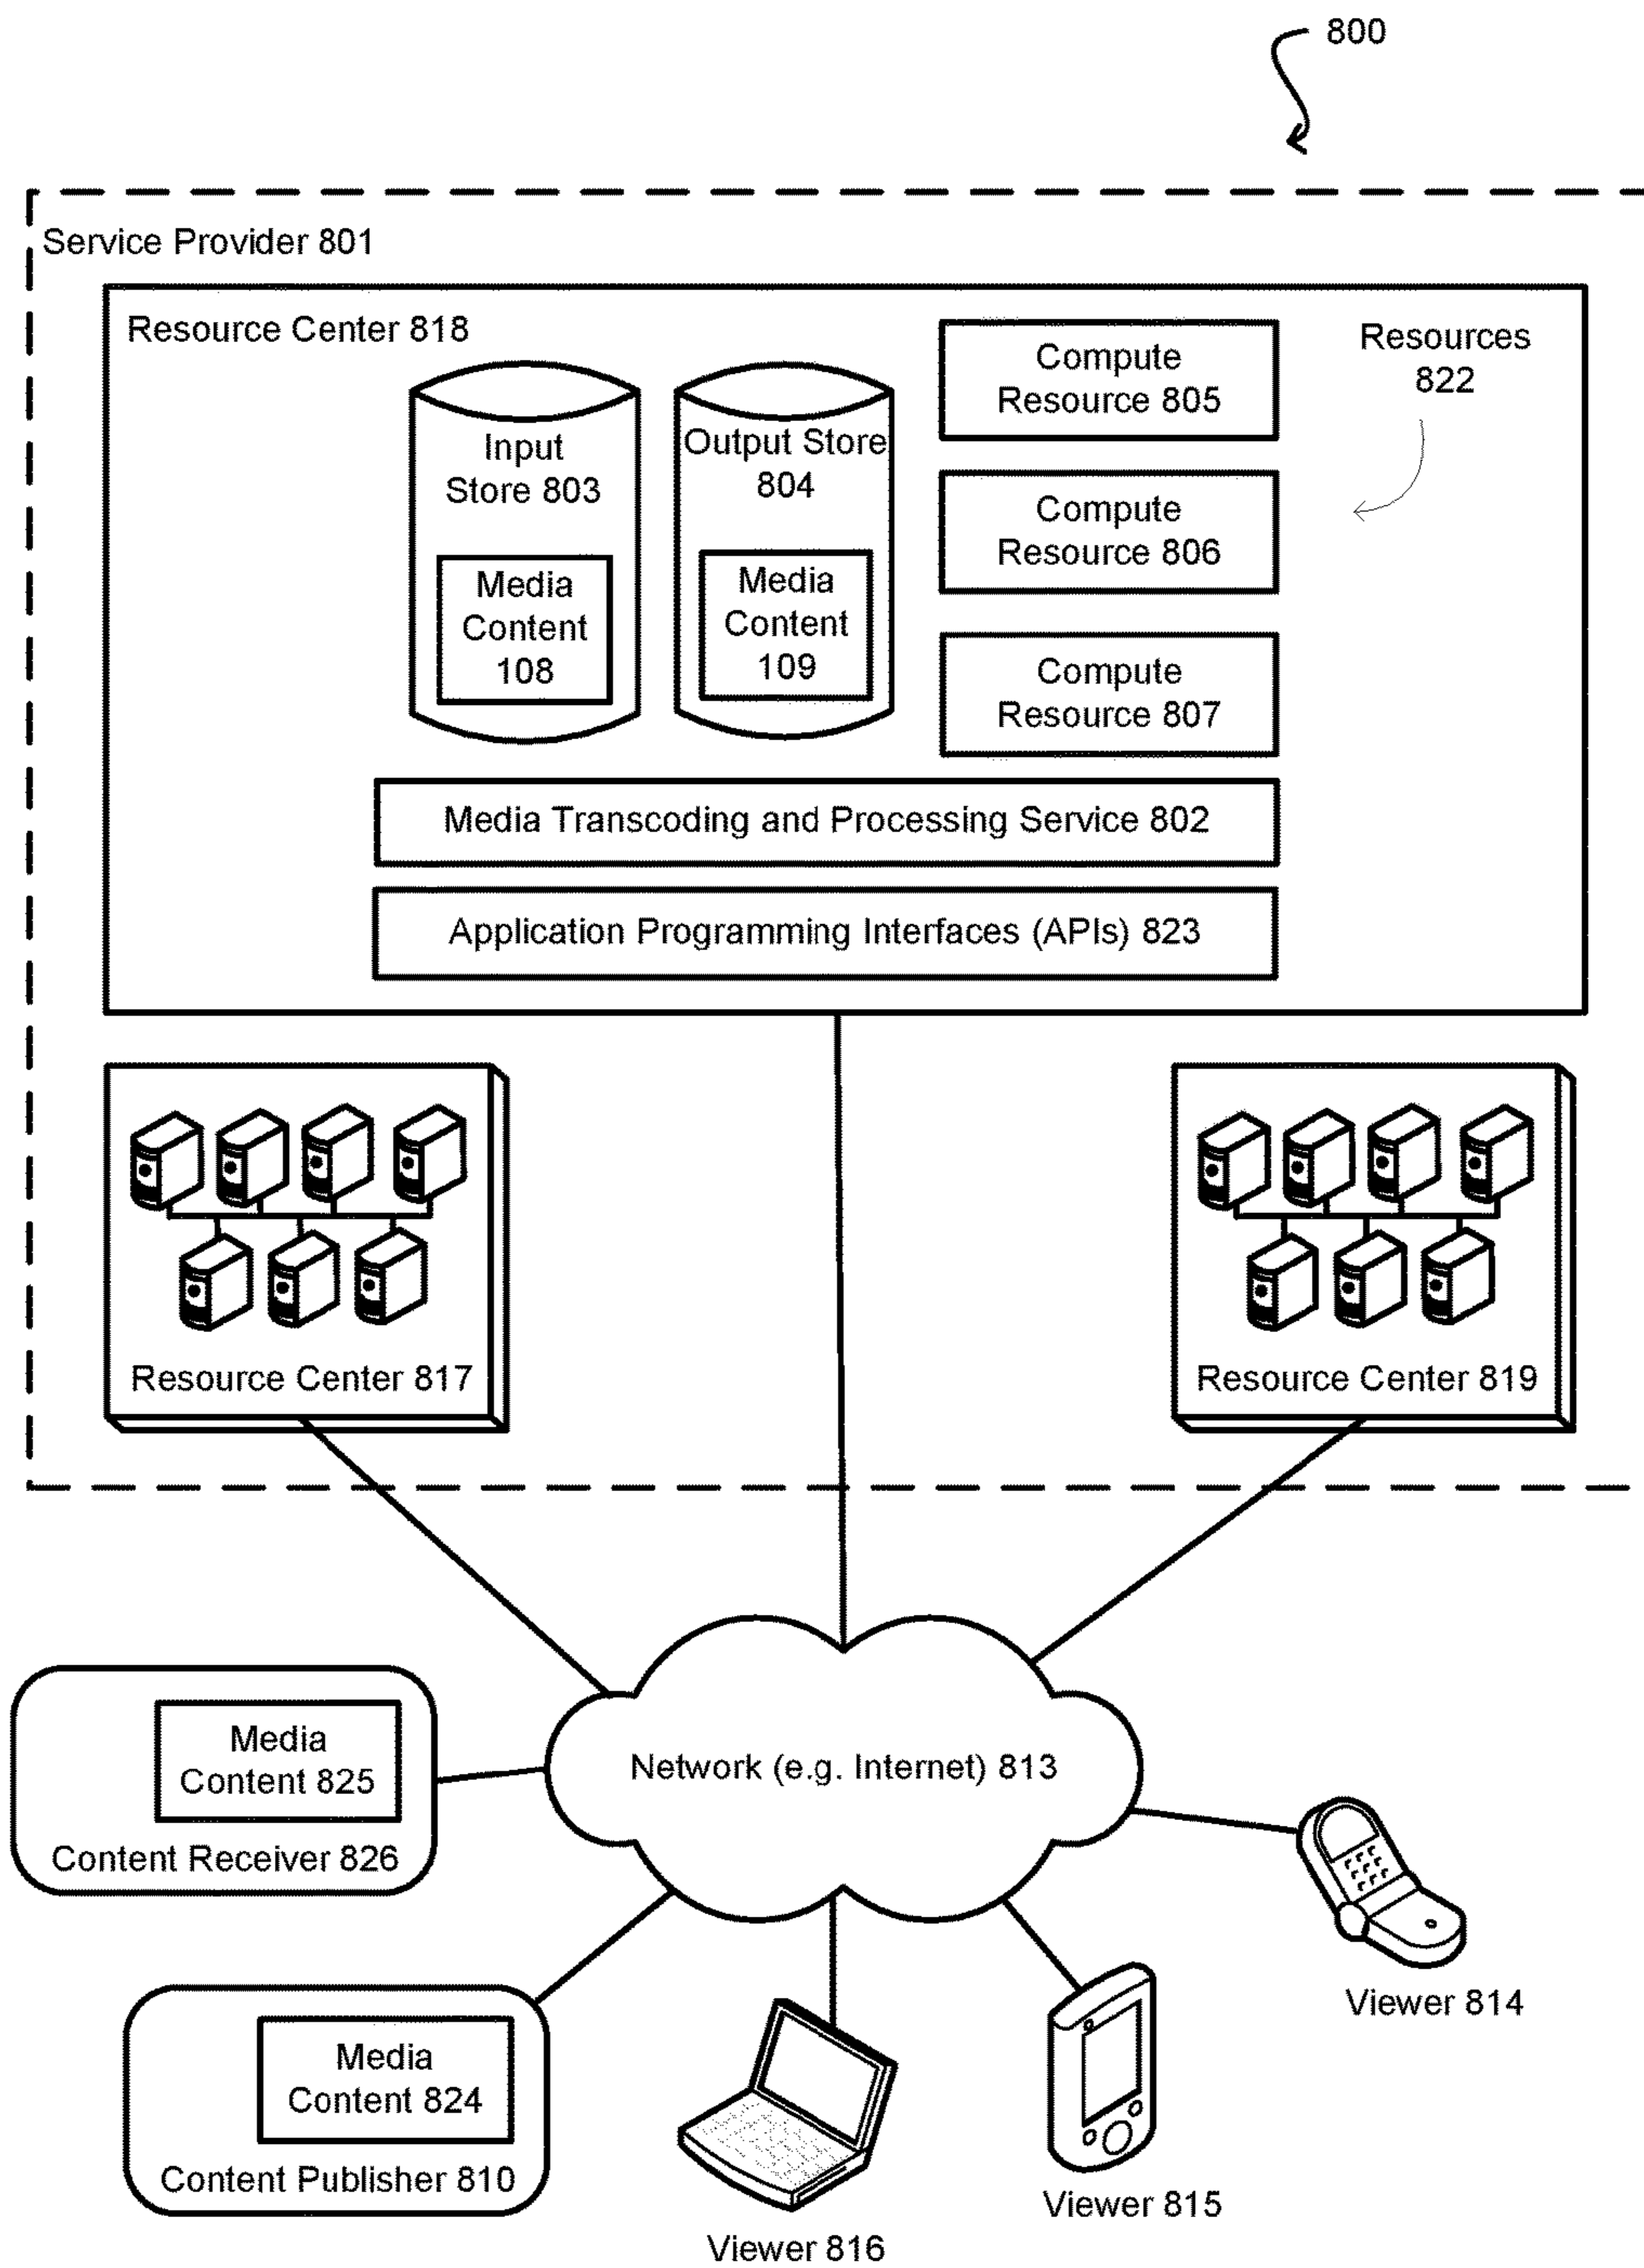 800
Service Provider 801
Resource Center 818
Input
Store 803
Media
Content
108
Output Store
804
Media
Content
109
Compute
Resource 805
Compute
Resource 806
Compute
Resource 807
Resources
822
Media Transcoding and Processing Service 802
Application Programming Interfaces (APIs) 823
Resource Center 817
Resource Center 819
Network (e.g. Internet) 813
Media
Content 825
Content Receiver 826
Media
Content 824
Content Publisher 810
Viewer 816
Viewer 815
Viewer 814